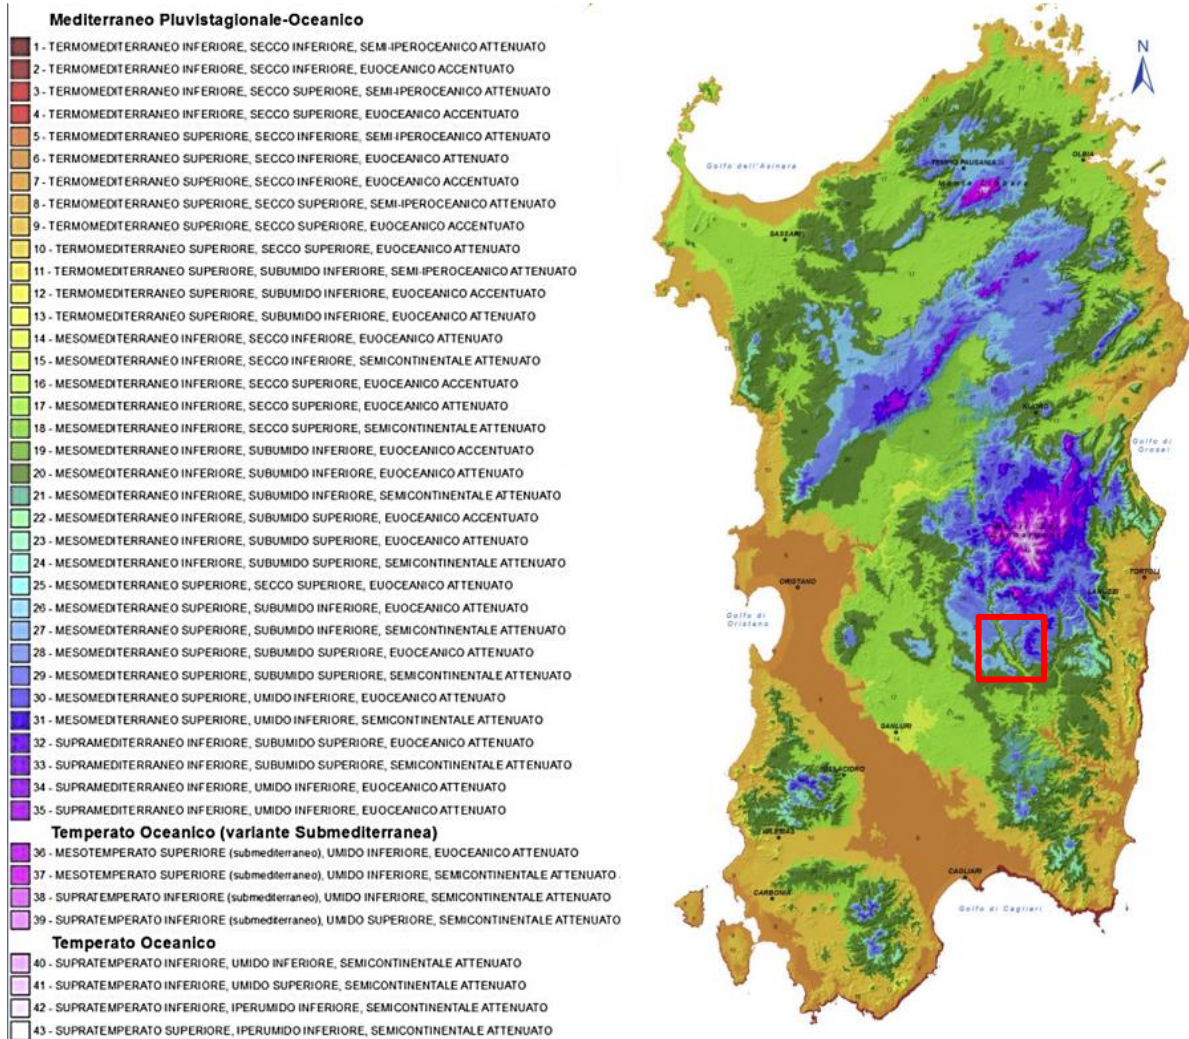 Mediterraneo Pluvistagionale-Oceanico
1 - TERMOMEDITERRANEO INFERIORE, SECCO INFERIORE, SEMI-IPEROCEANICO ATTENUATO
2 - TERMOMEDITERRANEO INFERIORE, SECCO INFERIORE, EUOCEANICO ACCENTUATO
3 - TERMOMEDITERRANEO INFERIORE, SECCO SUPERIORE, SEMI-IPEROCEANICO ATTENUATO
4 - TERMOMEDITERRANEO INFERIORE, SECCO SUPERIORE, EUOCEANICO ACCENTUATO
5 - TERMOMEDITERRANEO SUPERIORE, SECCO INFERIORE, SEMI-IPEROCEANICO ATTENUATO
6 - TERMOMEDITERRANEO SUPERIORE, SECCO INFERIORE, EUOCEANICO ATTENUATO
7 - TERMOMEDITERRANEO SUPERIORE, SECCO INFERIORE, EUOCEANICO ACCENTUATO
8 - TERMOMEDITERRANEO SUPERIORE, SECCO SUPERIORE, SEMI-IPEROCEANICO ATTENUATO
9 - TERMOMEDITERRANEO SUPERIORE, SECCO SUPERIORE, EUOCEANICO ACCENTUATO
10 - TERMOMEDITERRANEO SUPERIORE, SECCO SUPERIORE, EUOCEANICO ATTENUATO
11 - TERMOMEDITERRANEO SUPERIORE, SUBUMIDO INFERIORE, SEMI-IPEROCEANICO ATTENUATO
12 - TERMOMEDITERRANEO SUPERIORE, SUBUMIDO INFERIORE, EUOCEANICO ACCENTUATO
13 - TERMOMEDITERRANEO SUPERIORE, SUBUMIDO INFERIORE, EUOCEANICO ATTENUATO
14 - MESOMEDITERRANEO INFERIORE, SECCO INFERIORE, EUOCEANICO ATTENUATO
15 - MESOMEDITERRANEO INFERIORE, SECCO INFERIORE, SEMICONTINENTALE ATTENUATO
16 - MESOMEDITERRANEO INFERIORE, SECCO SUPERIORE, EUOCEANICO ACCENTUATO
17 - MESOMEDITERRANEO INFERIORE, SECCO SUPERIORE, EUOCEANICO ATTENUATO
18 - MESOMEDITERRANEO INFERIORE, SECCO SUPERIORE, SEMICONTINENTALE ATTENUATO
19 - MESOMEDITERRANEO INFERIORE, SUBUMIDO INFERIORE, EUOCEANICO ACCENTUATO
20 - MESOMEDITERRANEO INFERIORE, SUBUMIDO INFERIORE, EUOCEANICO ATTENUATO
21 - MESOMEDITERRANEO INFERIORE, SUBUMIDO INFERIORE, SEMICONTINENTALE ATTENUATO
22 - MESOMEDITERRANEO INFERIORE, SUBUMIDO SUPERIORE, EUOCEANICO ACCENTUATO
23 - MESOMEDITERRANEO INFERIORE, SUBUMIDO SUPERIORE, EUOCEANICO ATTENUATO
24 - MESOMEDITERRANEO INFERIORE, SUBUMIDO SUPERIORE, SEMICONTINENTALE ATTENUATO
25 - MESOMEDITERRANEO SUPERIORE, SECCO SUPERIORE, EUOCEANICO ATTENUATO
26 - MESOMEDITERRANEO SUPERIORE, SUBUMIDO INFERIORE, EUOCEANICO ATTENUATO
27 - MESOMEDITERRANEO SUPERIORE, SUBUMIDO INFERIORE, SEMICONTINENTALE ATTENUATO
28 - MESOMEDITERRANEO SUPERIORE, SUBUMIDO SUPERIORE, EUOCEANICO ATTENUATO
29 - MESOMEDITERRANEO SUPERIORE, SUBUMIDO SUPERIORE, SEMICONTINENTALE ATTENUATO
30 - MESOMEDITERRANEO SUPERIORE, UMIDO INFERIORE, EUOCEANICO ATTENUATO
31 - MESOMEDITERRANEO SUPERIORE, UMIDO INFERIORE, SEMICONTINENTALE ATTENUATO
32 - SUPRAMEDITERRANEO INFERIORE, SUBUMIDO SUPERIORE, EUOCEANICO ATTENUATO
33 - SUPRAMEDITERRANEO INFERIORE, SUBUMIDO SUPERIORE, SEMICONTINENTALE ATTENUATO
34 - SUPRAMEDITERRANEO INFERIORE, UMIDO INFERIORE, EUOCEANICO ATTENUATO
35 - SUPRAMEDITERRANEO INFERIORE, UMIDO INFERIORE, EUOCEANICO ATTENUATO
Temperato Oceanico (variante Submediterranea)
36 - MESOTEMPERATO SUPERIORE (submediterraneo), UMIDO INFERIORE, EUOCEANICO ATTENUATO
37 - MESOTEMPERATO SUPERIORE (submediterraneo), UMIDO INFERIORE, SEMICONTINENTALE ATTENUATO.
38 - SUPRATEMPERATO INFERIORE (submediterraneo), UMIDO INFERIORE, SEMICONTINENTALE ATTENUATO
39 - SUPRATEMPERATO INFERIORE (submediterraneo), UMIDO SUPERIORE, SEMICONTINENTALE ATTENUATO
Temperato Oceanico
40 - SUPRATEMPERATO INFERIORE, UMIDO INFERIORE, SEMICONTINENTALE ATTENUATO
41 - SUPRATEMPERATO INFERIORE, UMIDO SUPERIORE, SEMICONTINENTALE ATTENUATO
42 - SUPRATEMPERATO INFERIORE, IPERUMIDO INFERIORE, SEMICONTINENTALE ATTENUATO
43 - SUPRATEMPERATO SUPERIORE, IPERUMIDO INFERIORE, SEMICONTINENTALE ATTENUATO
N
Golfo dell'Asinara
TEMPIO PAUSANIA
OLBIA
Monte Limbara
SASSARI
NUORO
Golfo di
Orosei
ORISTANO
TORTOLI
LANUSEI
Golfo di
Oristano
SANLURI
VILLACIDRO
IGLESIAS
CARBONIA
CAGLIARI
Golfo di Cagliari